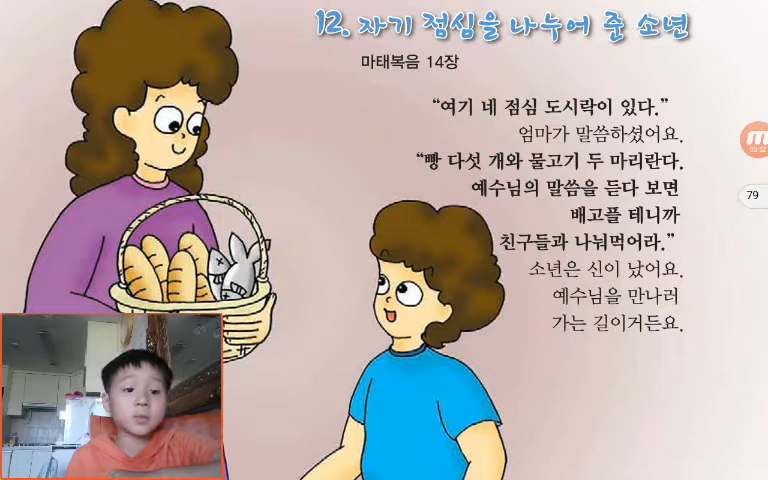 12. 자기 점심을 나누어 준 소년
마태복음 14장
“여기 네 점심 도시락이 있다.”
엄마가 말씀하셨어요.
“빵 다섯 개와 물고기 두 마리란다.
예수님의 말씀을 듣다 보면
배고플 테니까
친구들과 나눠먹어라.”
소년은 신이 났어요.
예수님을 만나러
가는 길이거든요.
79